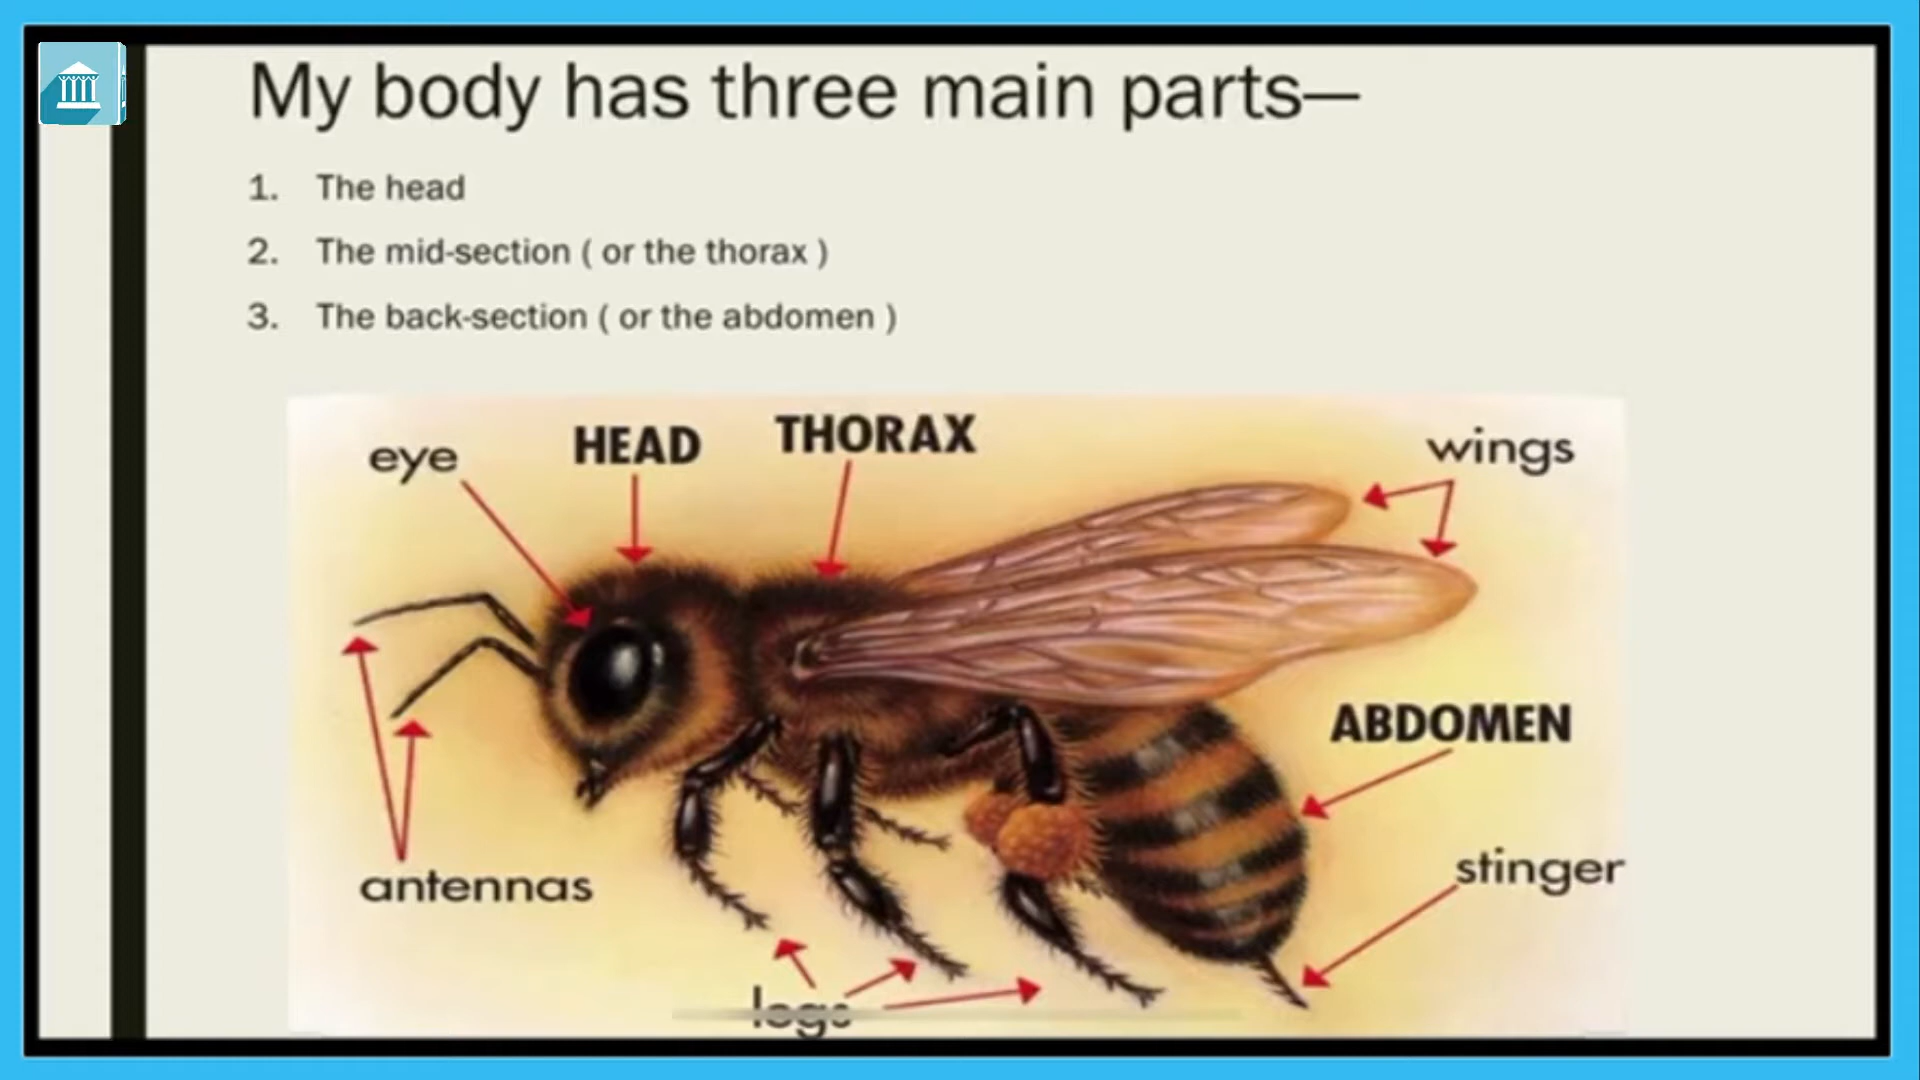 My body has three main parts—
1. The head
2. The mid-section ( or the thorax )
3. The back-section ( or the abdomen )
eye
HEAD
THORAX
wings
ABDOMEN
stinger
antennas
legs